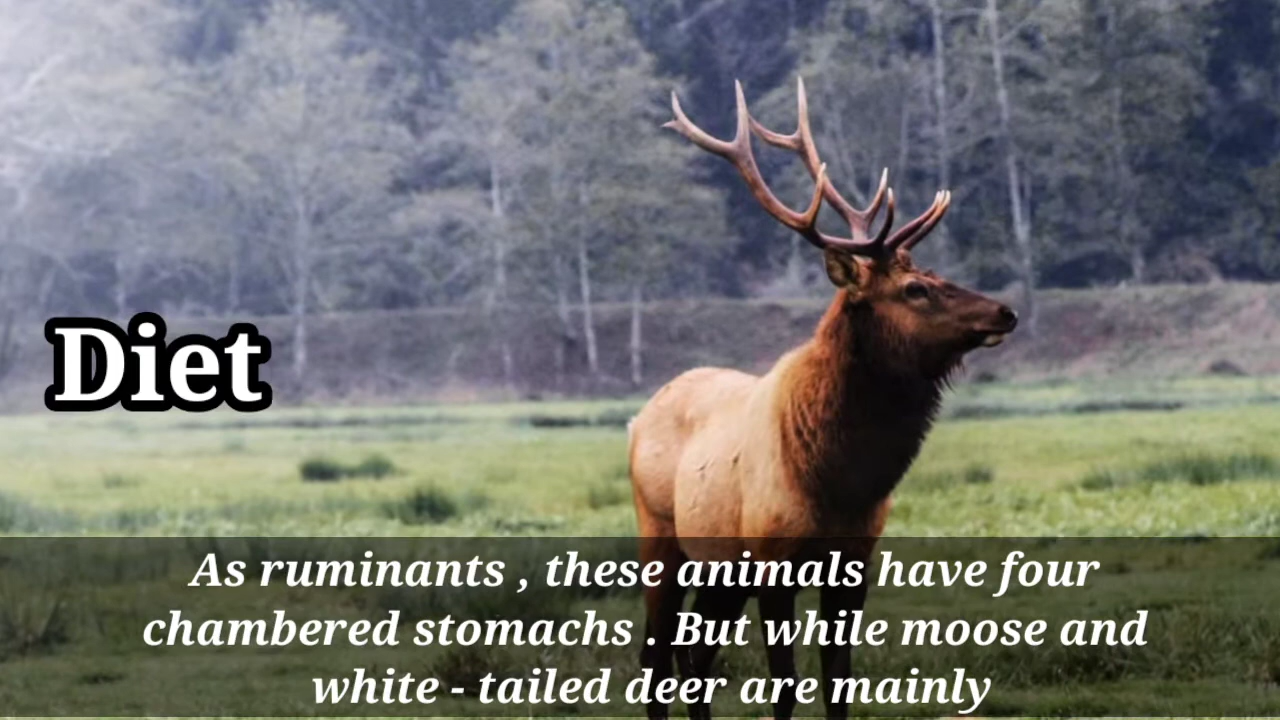 Diet
As ruminants , these animals have four
chambered stomachs . But while moose and
white - tailed deer are mainly